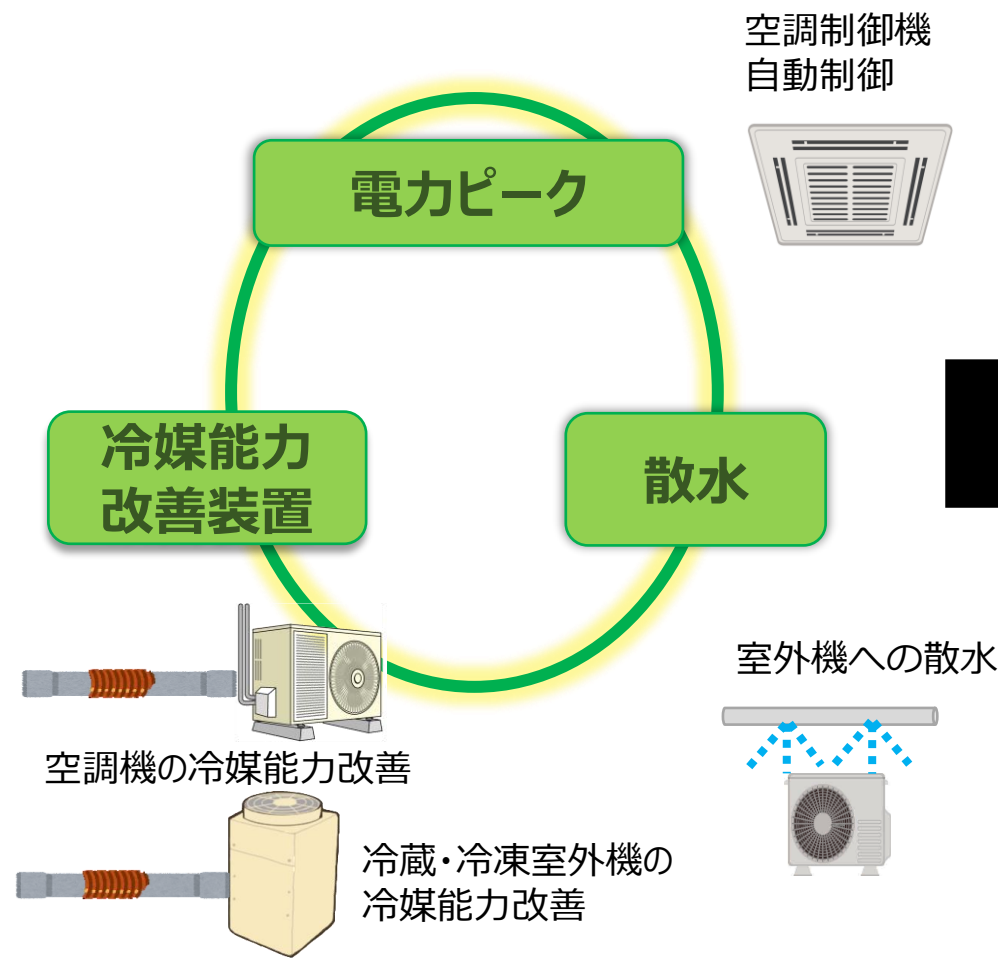 空調制御機
自動制御
電力ピーク
冷媒能力
改善装置
散水
室外機への散水
空調機の冷媒能力改善
冷蔵・冷凍室外機の
冷媒能力改善